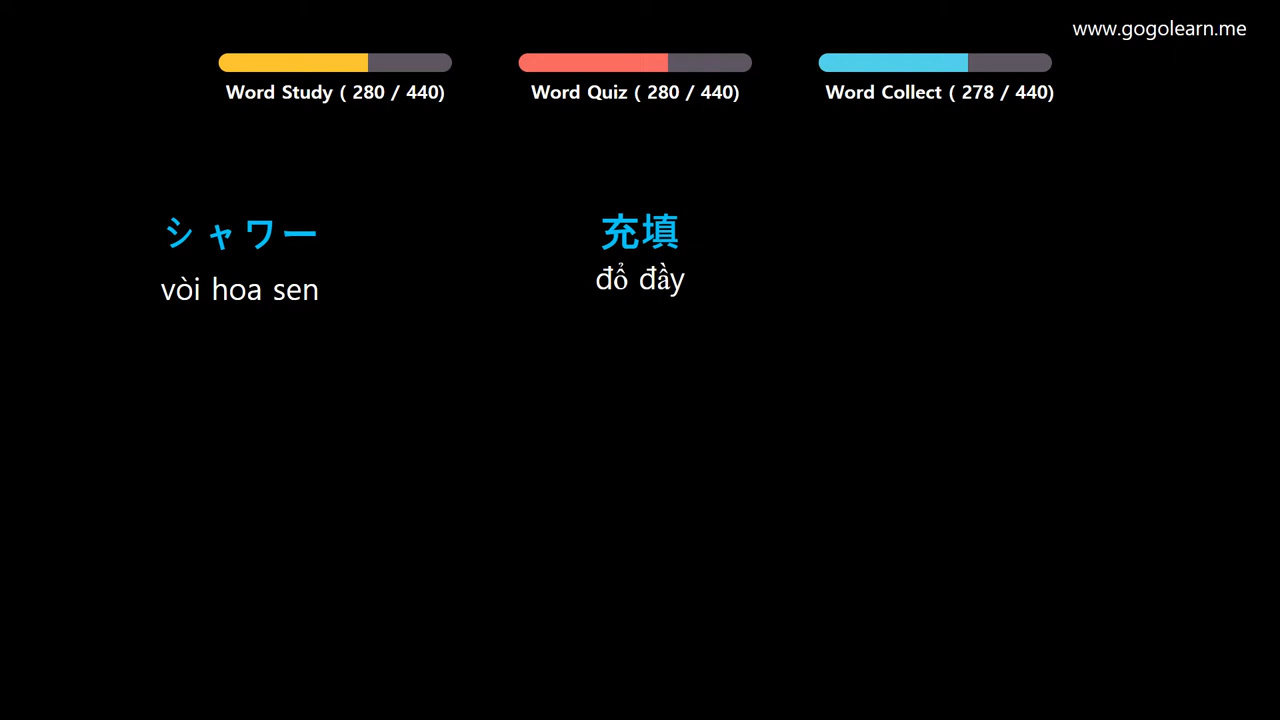 www.gogolearn.me
Word Study ( 280 / 440)
Word Quiz ( 280 / 440)
Word Collect ( 278 / 440)
シャワー
vòi hoa sen
充填
đổ đầy